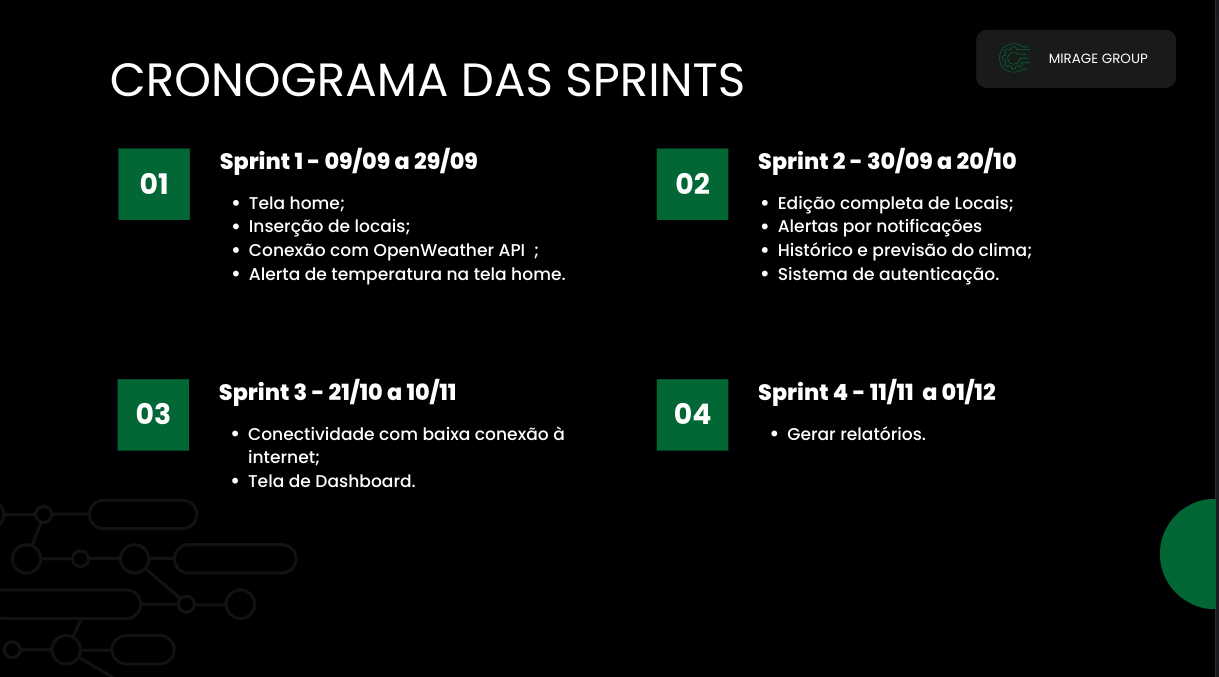 CRONOGRAMA DAS SPRINTS
MIRAGE GROUP
01
Sprint 1 - 09/09 a 29/09
• Tela home;
• Inserção de locais;
• Conexão com OpenWeather API ;
• Alerta de temperatura na tela home.
02
Sprint 2 - 30/09 a 20/10
• Edição completa de Locais;
• Alertas por notificações
• Histórico e previsão do clima;
• Sistema de autenticação.
03
Sprint 3 - 21/10 a 10/11
• Conectividade com baixa conexão à
internet;
• Tela de Dashboard.
04
Sprint 4 - 11/11 a 01/12
• Gerar relatórios.